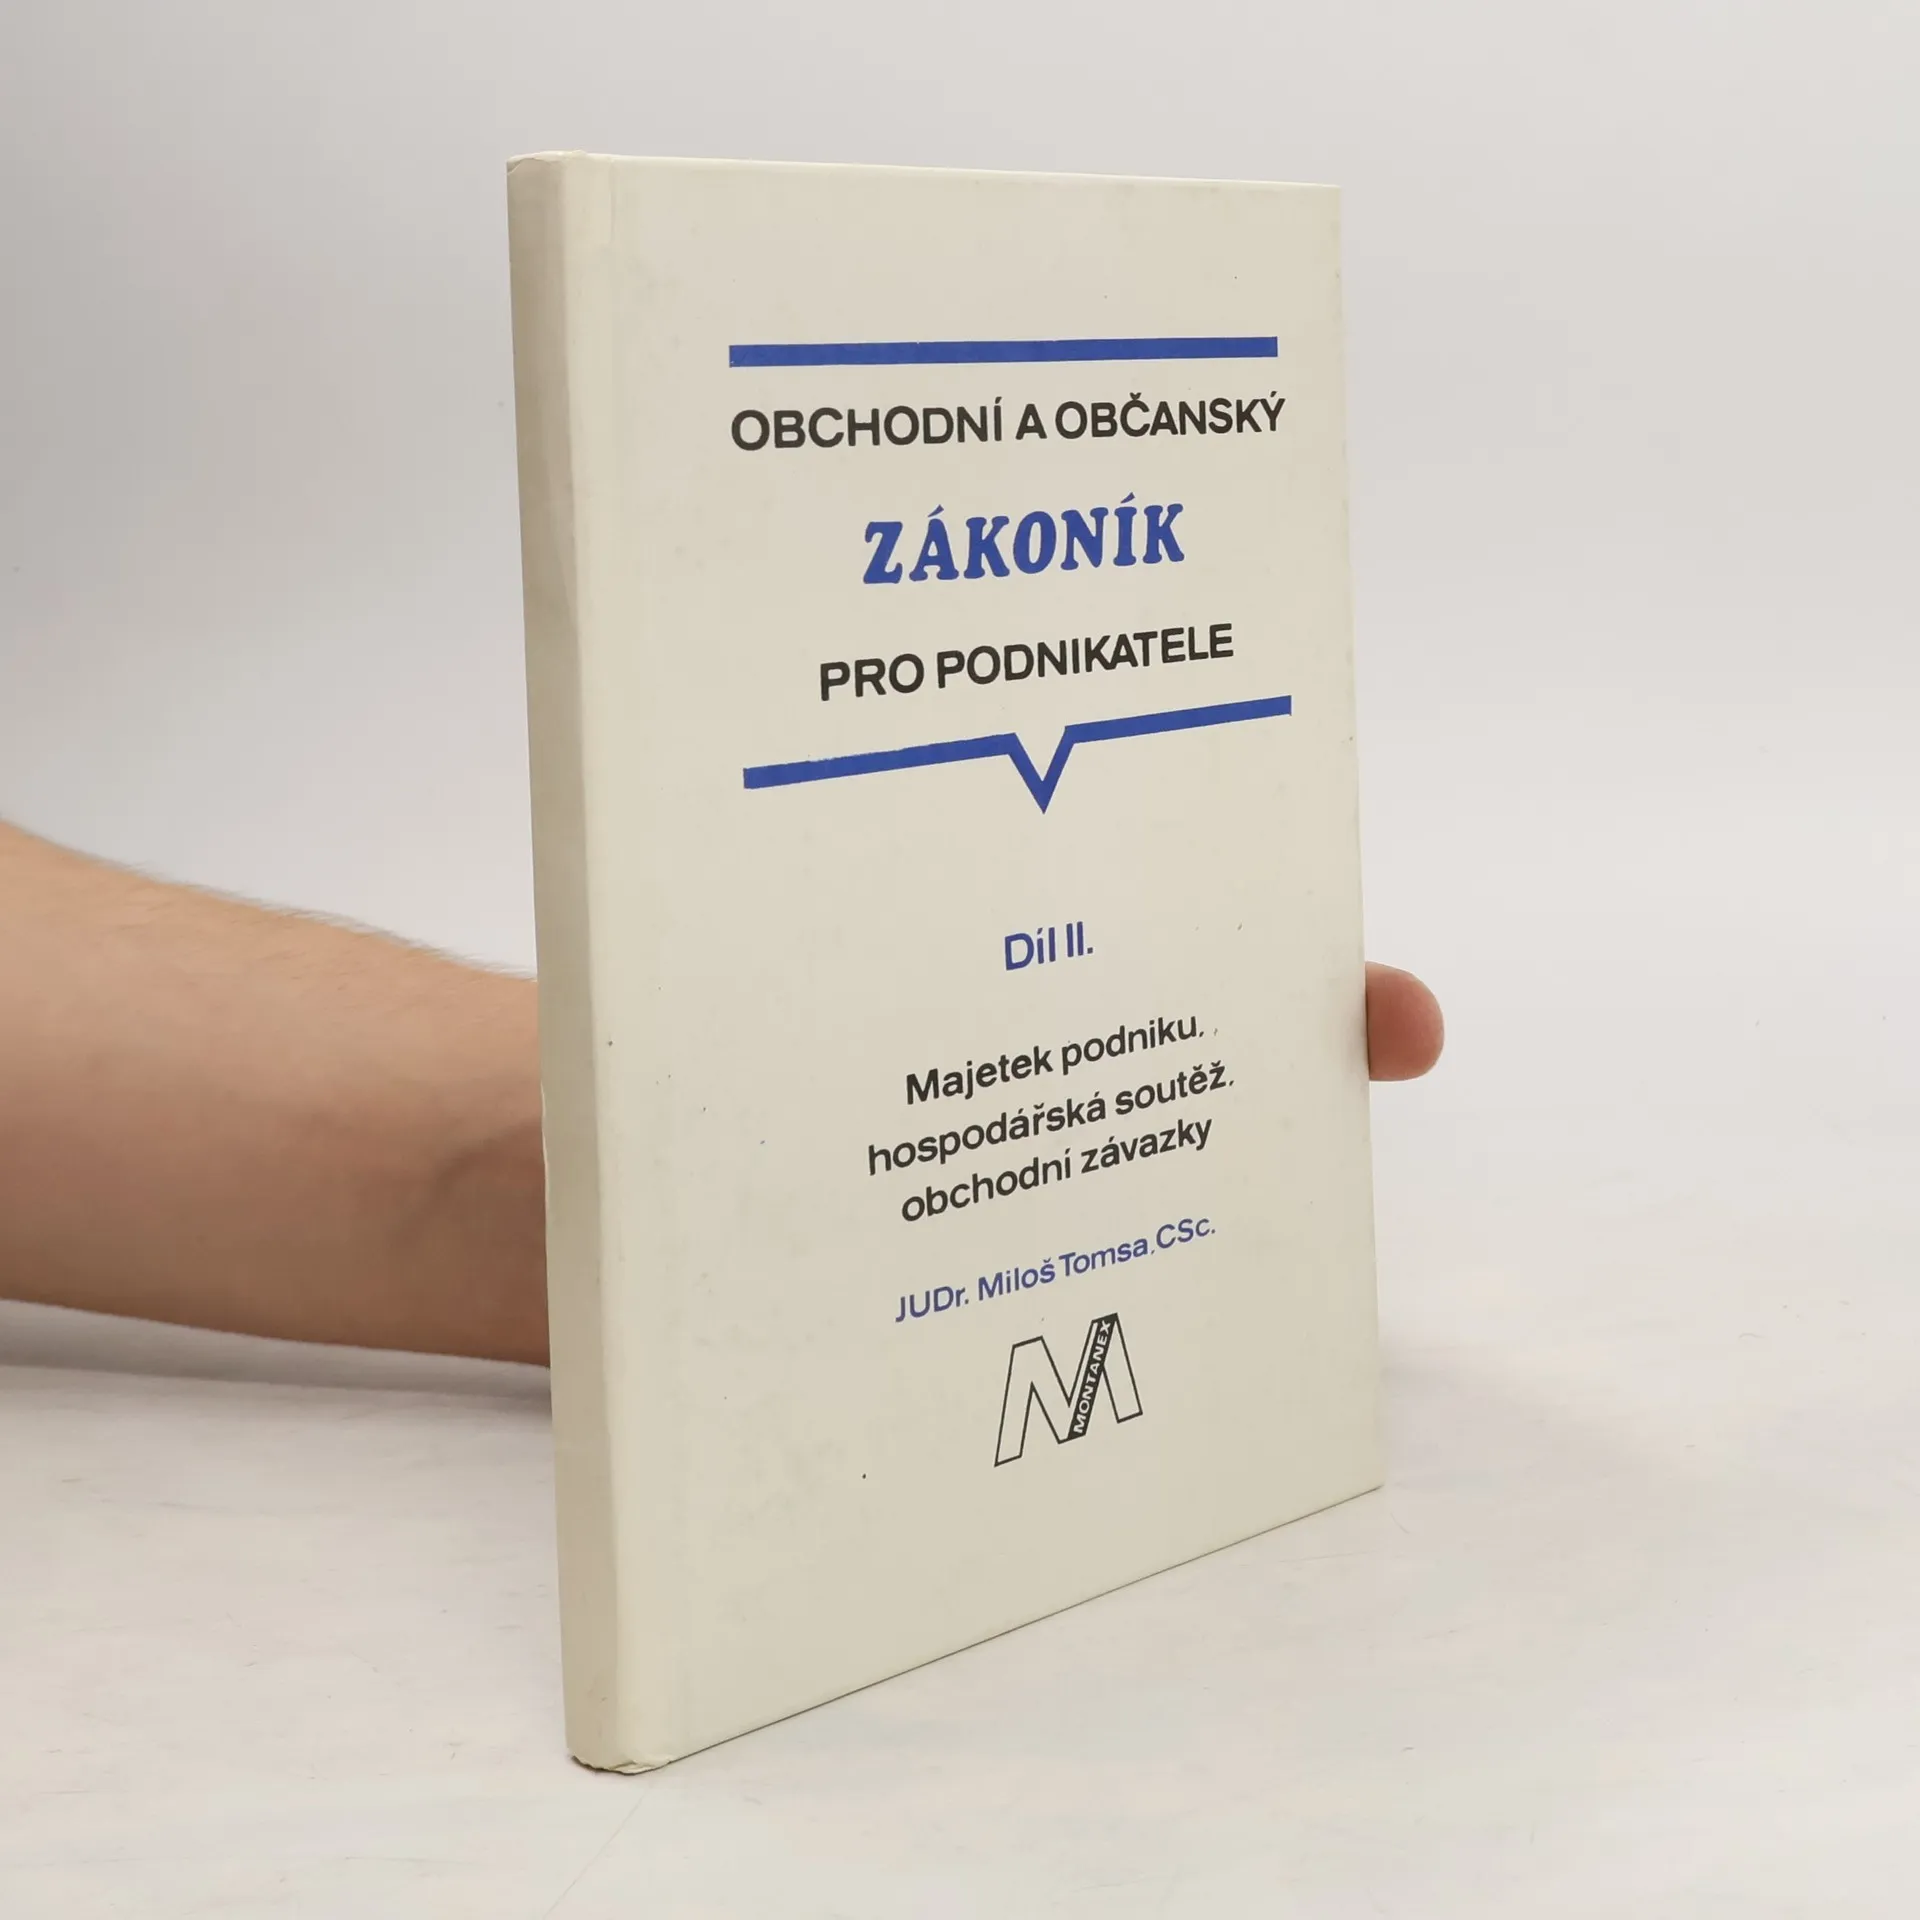 OBCHODNÍ A OBČANSKÝ
ZÁKONÍK
PRO PODNIKATELE
Díl II.
Majetek podniku,
hospodářská soutěž,
obchodní závazky
JUDr. Miloš Tomsa, CSc.
MONTANEX